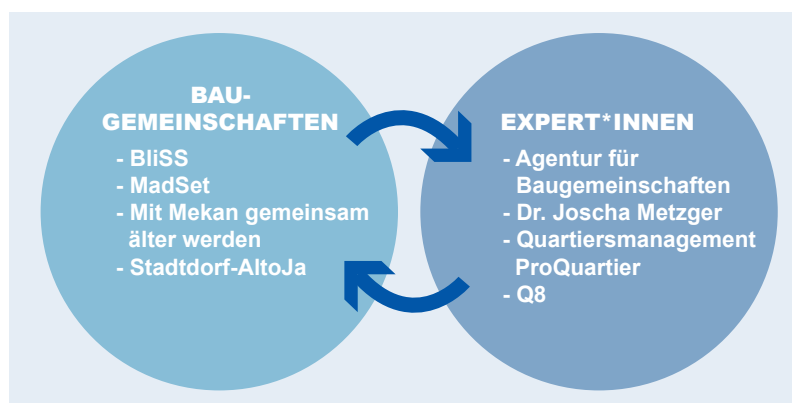 BAU-
GEMEINSCHAFTEN
- BliSS
- MadSet
- Mit Mekan gemeinsam
älter werden
- Stadtdorf-AltoJa
EXPERT*INNEN
- Agentur für
Baugemeinschaften
- Dr. Joscha Metzger
- Quartiersmanagement
ProQuartier
- Q8